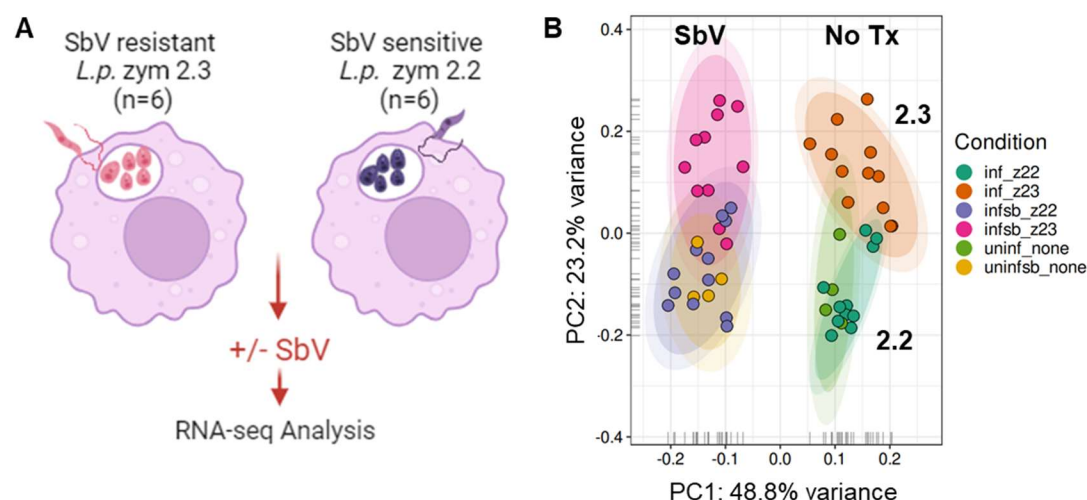 A
SbV resistant
L.p. zym 2.3
(n=6)
SbV sensitive
L.p. zym 2.2
(n=6)
+/- SbV
RNA-seq Analysis
B
SbV
No Tx
2.3
2.2
PC2: 23.2% variance
0.4
0.2
0.0
-0.2
-0.4
-0.2
-0.1
0.0
0.1
0.2
PC1: 48.8% variance
Condition
inf_z22
inf_z23
infsb_z22
infsb_z23
uninf_none
uninfsb_none